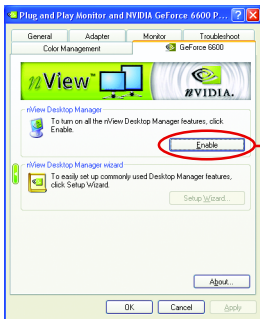 Plug and Play Monitor and NVIDIA GeForce 6600 P...
General Adapter Monitor Troubleshoot
Color Management GeForce 6600
nView™
NVIDIA.
nView Desktop Manager
To turn on all the nView Desktop Manager features, click
Enable.
Enable
nView Desktop Manager wizard
To easily set up commonly used Desktop Manager features,
click Setup Wizard.
Setup Wizard...
About...
OK Cancel Apply